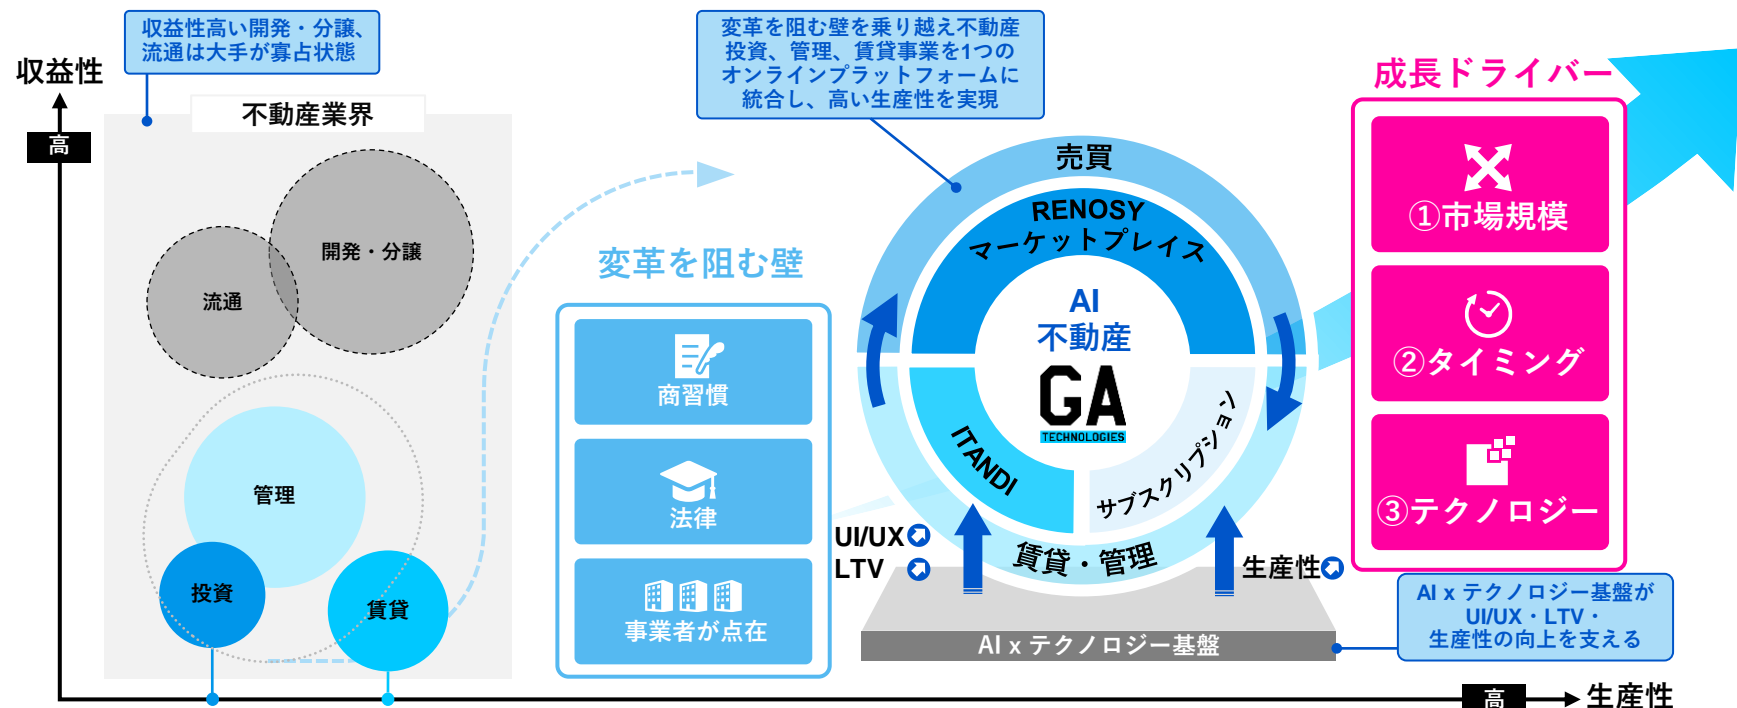 収益性高い開発・分譲、
流通は大手が寡占状態
収益性
高
不動産業界
開発・分譲
流通
管理
投資
賃貸
変革を阻む壁
商習慣
法律
事業者が点在
変革を阻む壁を乗り越え不動産
投資、管理、賃貸事業を1つの
オンラインプラットフォームに
統合し、高い生産性を実現
売買
RENOSY
マーケットプレイス
AI
不動産
GA
TECHNOLOGIES
ITANDI
サブスクリプション
賃貸・管理
UI/UX
LTV
生産性
AI x テクノロジー基盤
成長ドライバー
①市場規模
②タイミング
③テクノロジー
AI x テクノロジー基盤が
UI/UX・LTV・
生産性の向上を支える
高
生産性